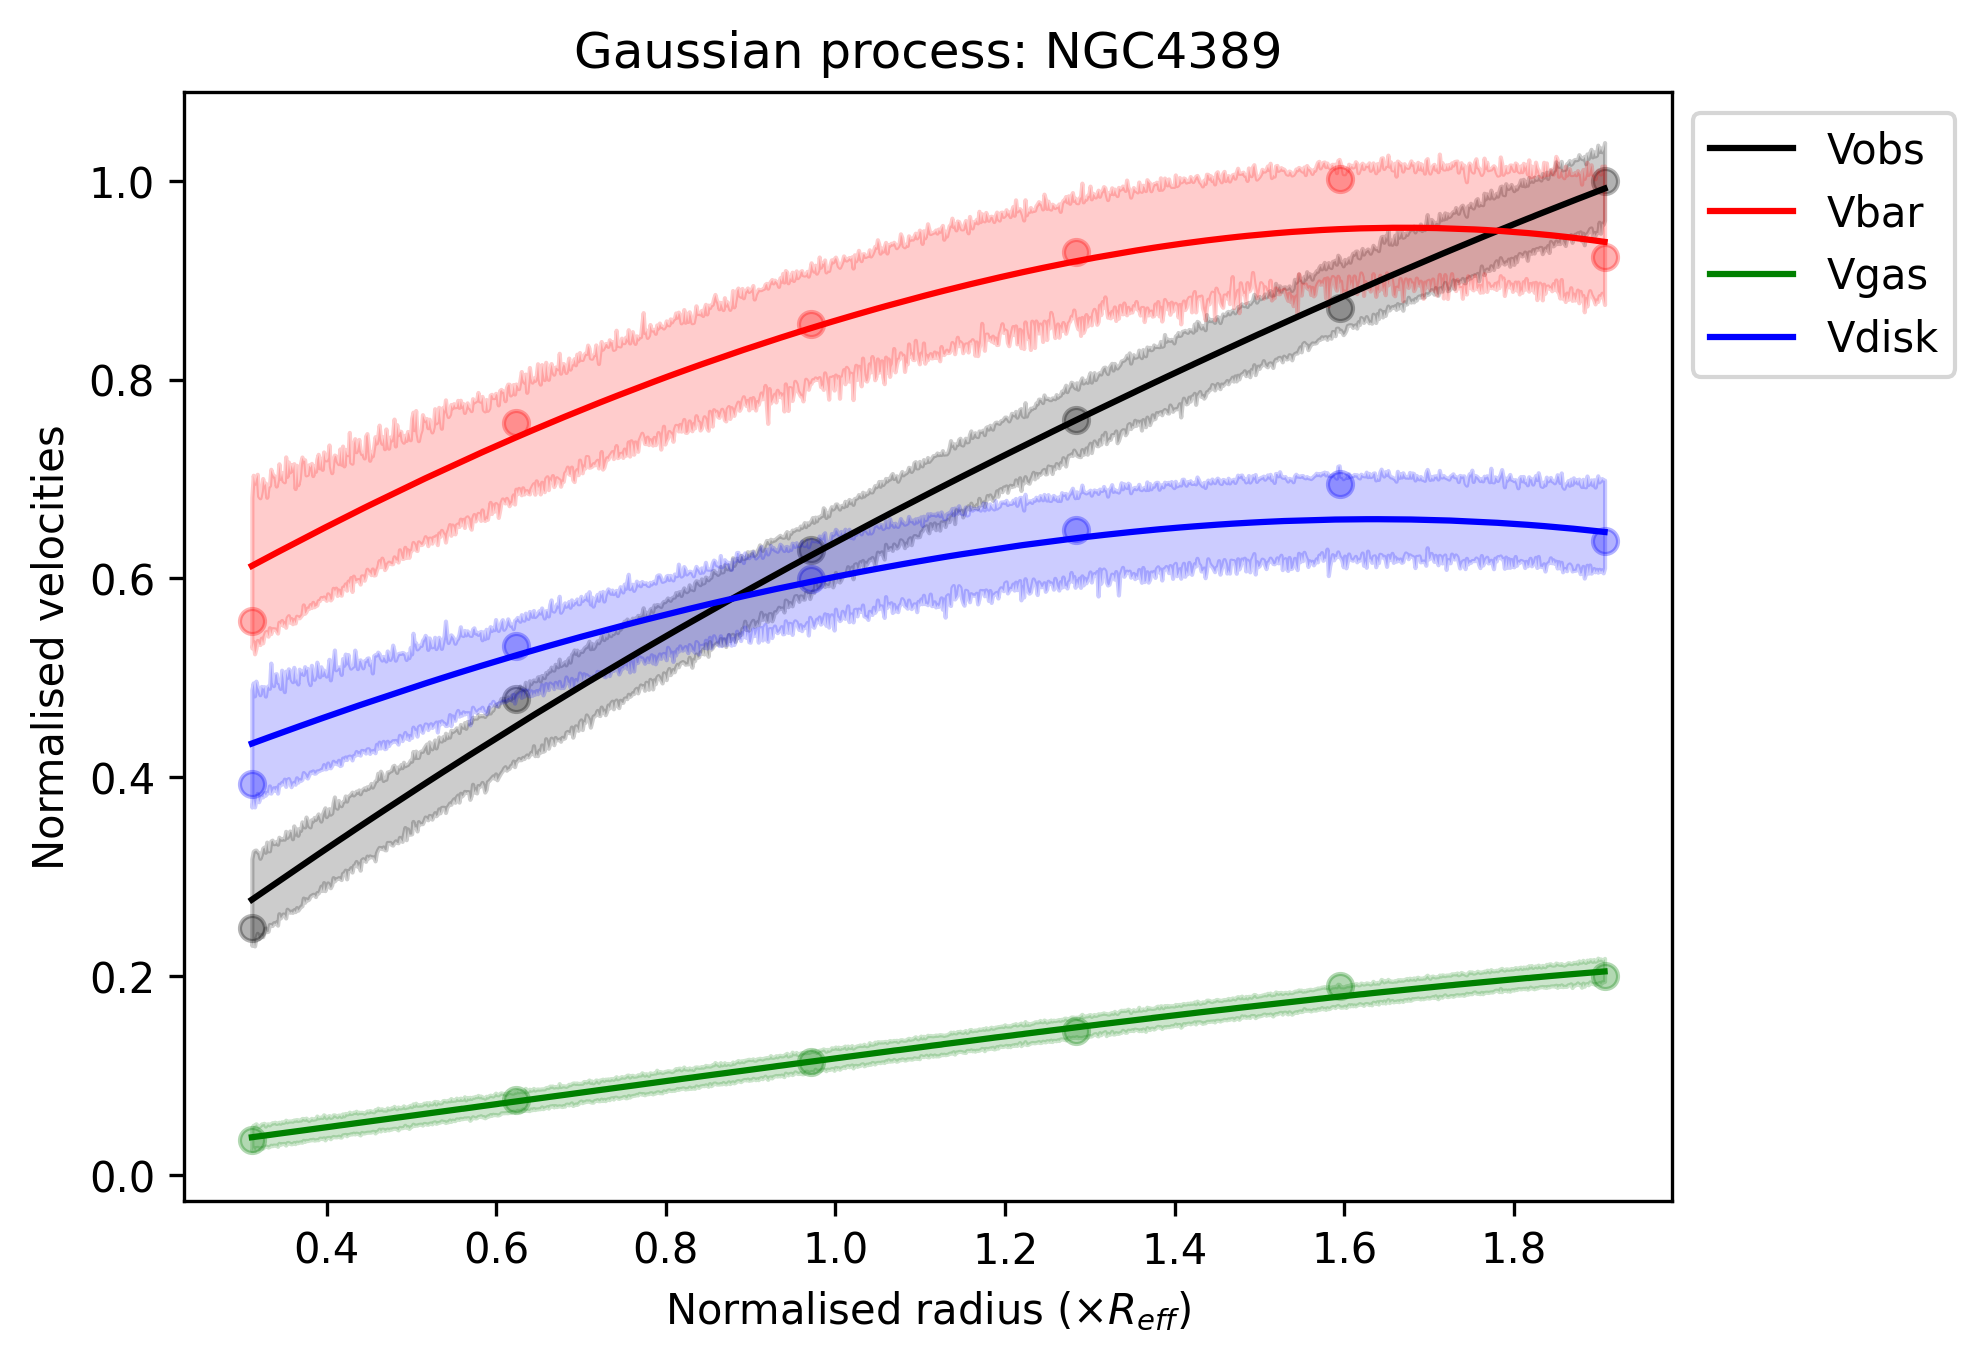 Gaussian process: NGC4389
Vobs
Vbar
Vgas
Vdisk
Normalised velocities
1.0
0.8
0.6
0.4
0.2
0.0
0.4 0.6 0.8 1.0 1.2 1.4 1.6 1.8
Normalised radius (×R_eff)